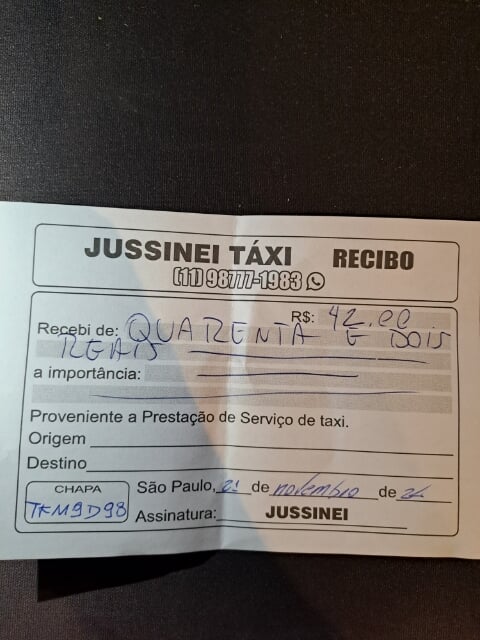 JUSSINEI TÁXI RECIBO
(11) 98777-1983
R$: 42.00
Recebi de: QUARENTA E DOIS
REAIS
a importância:
Proveniente a Prestação de Serviço de taxi.
Origem
Destino
CHAPA
TKM9D98
São Paulo, 21 de novembro de 24
Assinatura: JUSSINEI